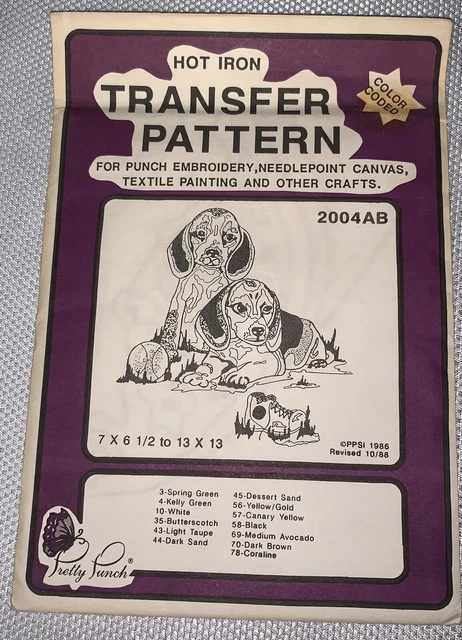 HOT IRON
TRANSFER
PATTERN
COLOR
CODED
FOR PUNCH EMBROIDERY,NEEDLEPOINT CANVAS,
TEXTILE PAINTING AND OTHER CRAFTS.
2004AB
7 X 6 1/2 to 13 X 13
©PPSI 1986
Revised 10/88
3-Spring Green
4-Kelly Green
10-White
35-Butterscotch
43-Light Taupe
44-Dark Sand
45-Dessert Sand
56-Yellow/Gold
57-Canary Yellow
58-Black
69-Medium Avocado
70-Dark Brown
78-Coraline
Pretty Punch®